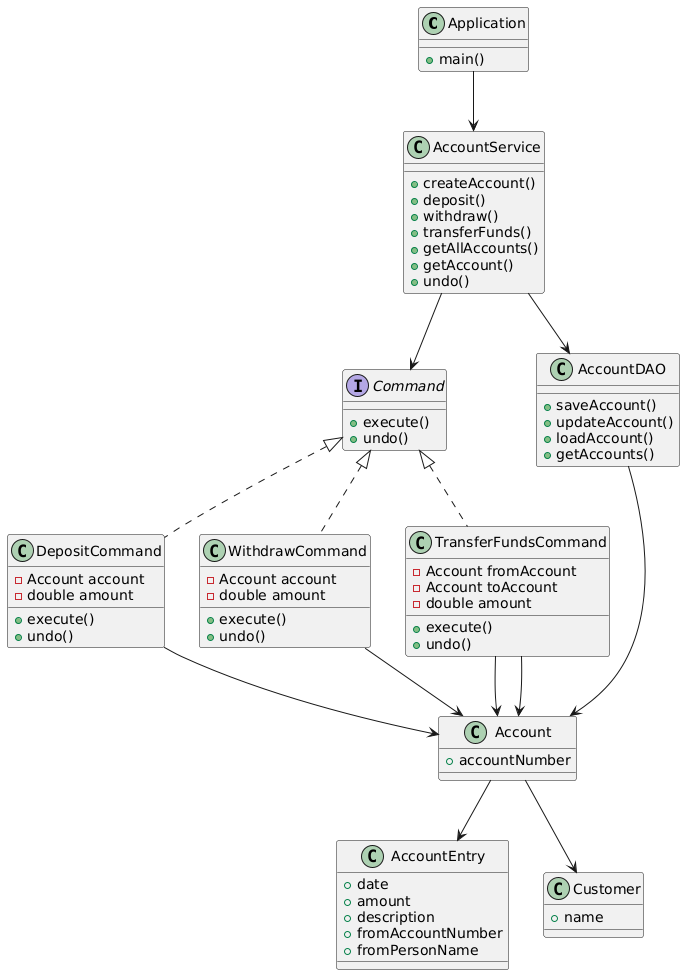 C Application
main()
C AccountService
createAccount()
deposit()
withdraw()
transferFunds()
getAllAccounts()
getAccount()
undo()
I Command
execute()
undo()
C AccountDAO
saveAccount()
updateAccount()
loadAccount()
getAccounts()
C DepositCommand
Account account
double amount
execute()
undo()
C WithdrawCommand
Account account
double amount
execute()
undo()
C TransferFundsCommand
Account fromAccount
Account toAccount
double amount
execute()
undo()
C Account
accountNumber
C AccountEntry
date
amount
description
fromAccountNumber
fromPersonName
C Customer
name